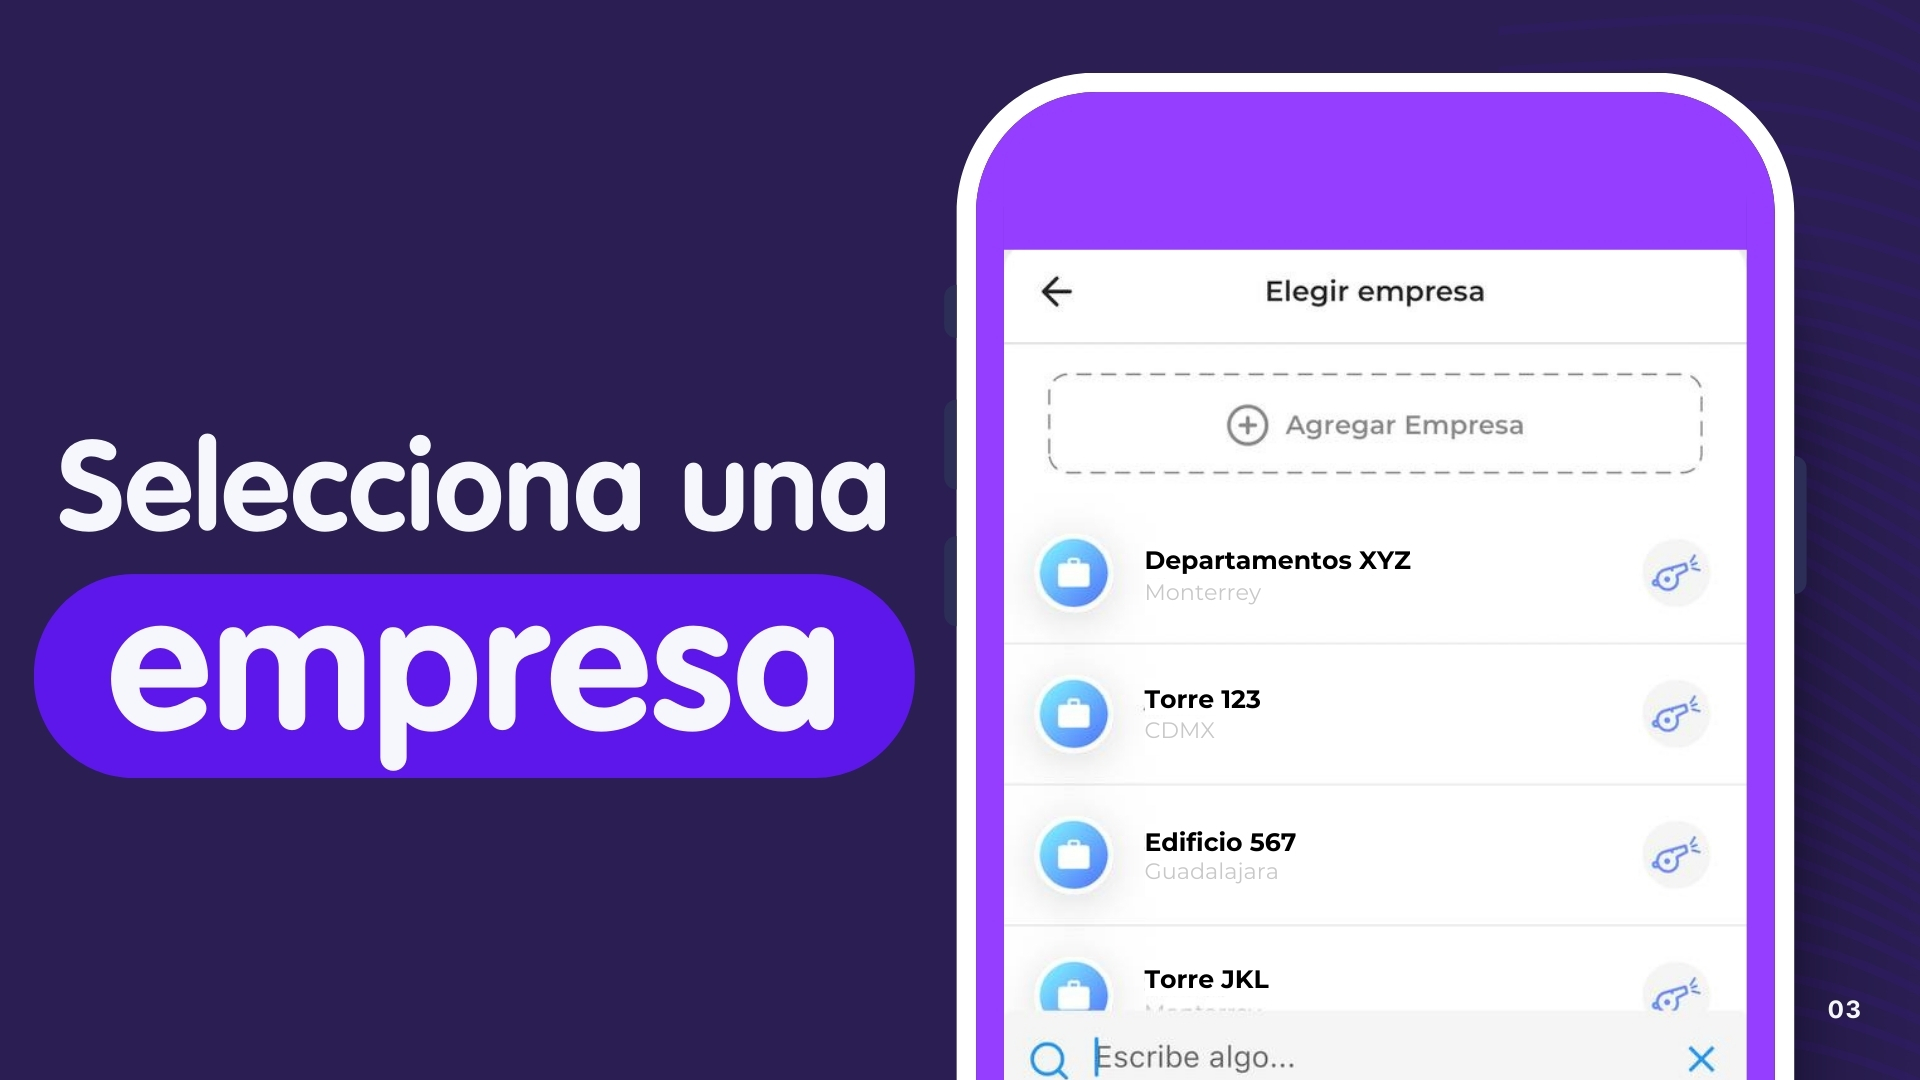 Selecciona una
empresa
Elegir empresa
Agregar Empresa
Departamentos XYZ
Monterrey
Torre 123
CDMX
Edificio 567
Guadalajara
Torre JKL
Monterrey
Escribe algo...
03